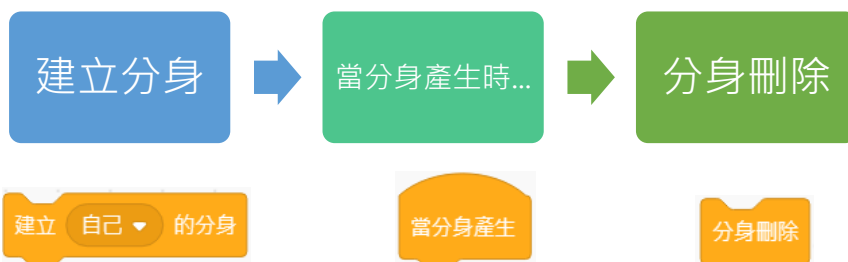 建立分身
當分身產生時...
分身刪除
建立 自己 的分身
當分身產生
分身刪除